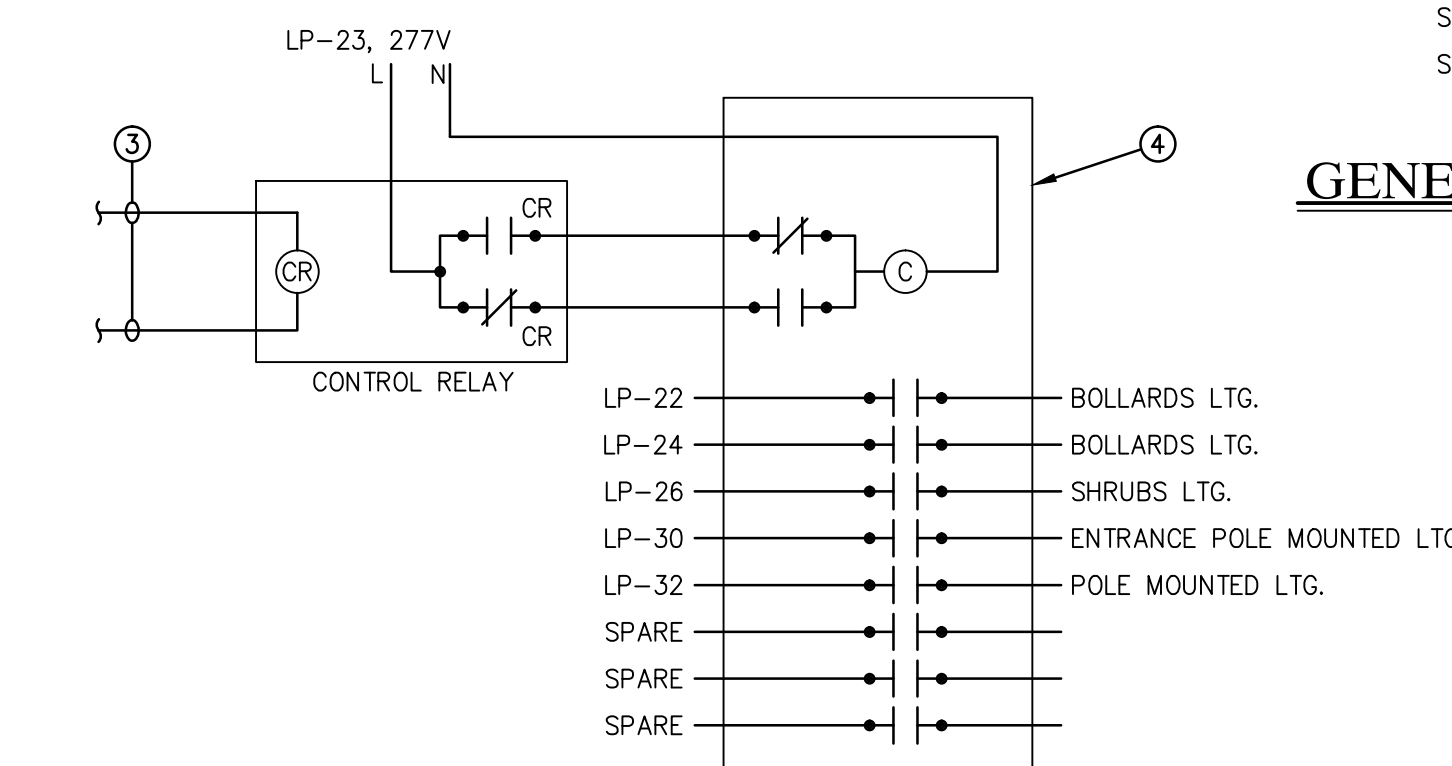 S
S
LP-23, 277V
L N
3
4
GENE
CR
CR
C
CR
CONTROL RELAY
LP-22 BOLLARDS LTG.
LP-24 BOLLARDS LTG.
LP-26 SHRUBS LTG.
LP-30 ENTRANCE POLE MOUNTED LTG
LP-32 POLE MOUNTED LTG.
SPARE
SPARE
SPARE